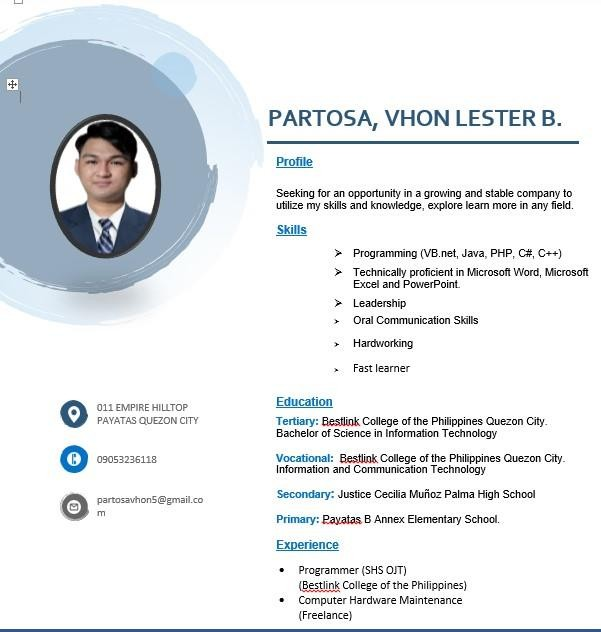 PARTOSA, VHON LESTER B.
Profile
Seeking for an opportunity in a growing and stable company to
utilize my skills and knowledge, explore learn more in any field.
Skills
Programming (VB.net, Java, PHP, C#, C++)
Technically proficient in Microsoft Word, Microsoft
Excel and PowerPoint.
Leadership
Oral Communication Skills
Hardworking
Fast learner
011 EMPIRE HILLTOP
PAYATAS QUEZON CITY
09053236118
partosavhon5@gmail.co
m
Education
Tertiary: Bestlink College of the Philippines Quezon City.
Bachelor of Science in Information Technology
Vocational: Bestlink College of the Philippines Quezon City.
Information and Communication Technology
Secondary: Justice Cecilia Muñoz Palma High School
Primary: Payatas B Annex Elementary School.
Experience
Programmer (SHS OJT)
(Bestlink College of the Philippines)
Computer Hardware Maintenance
(Freelance)